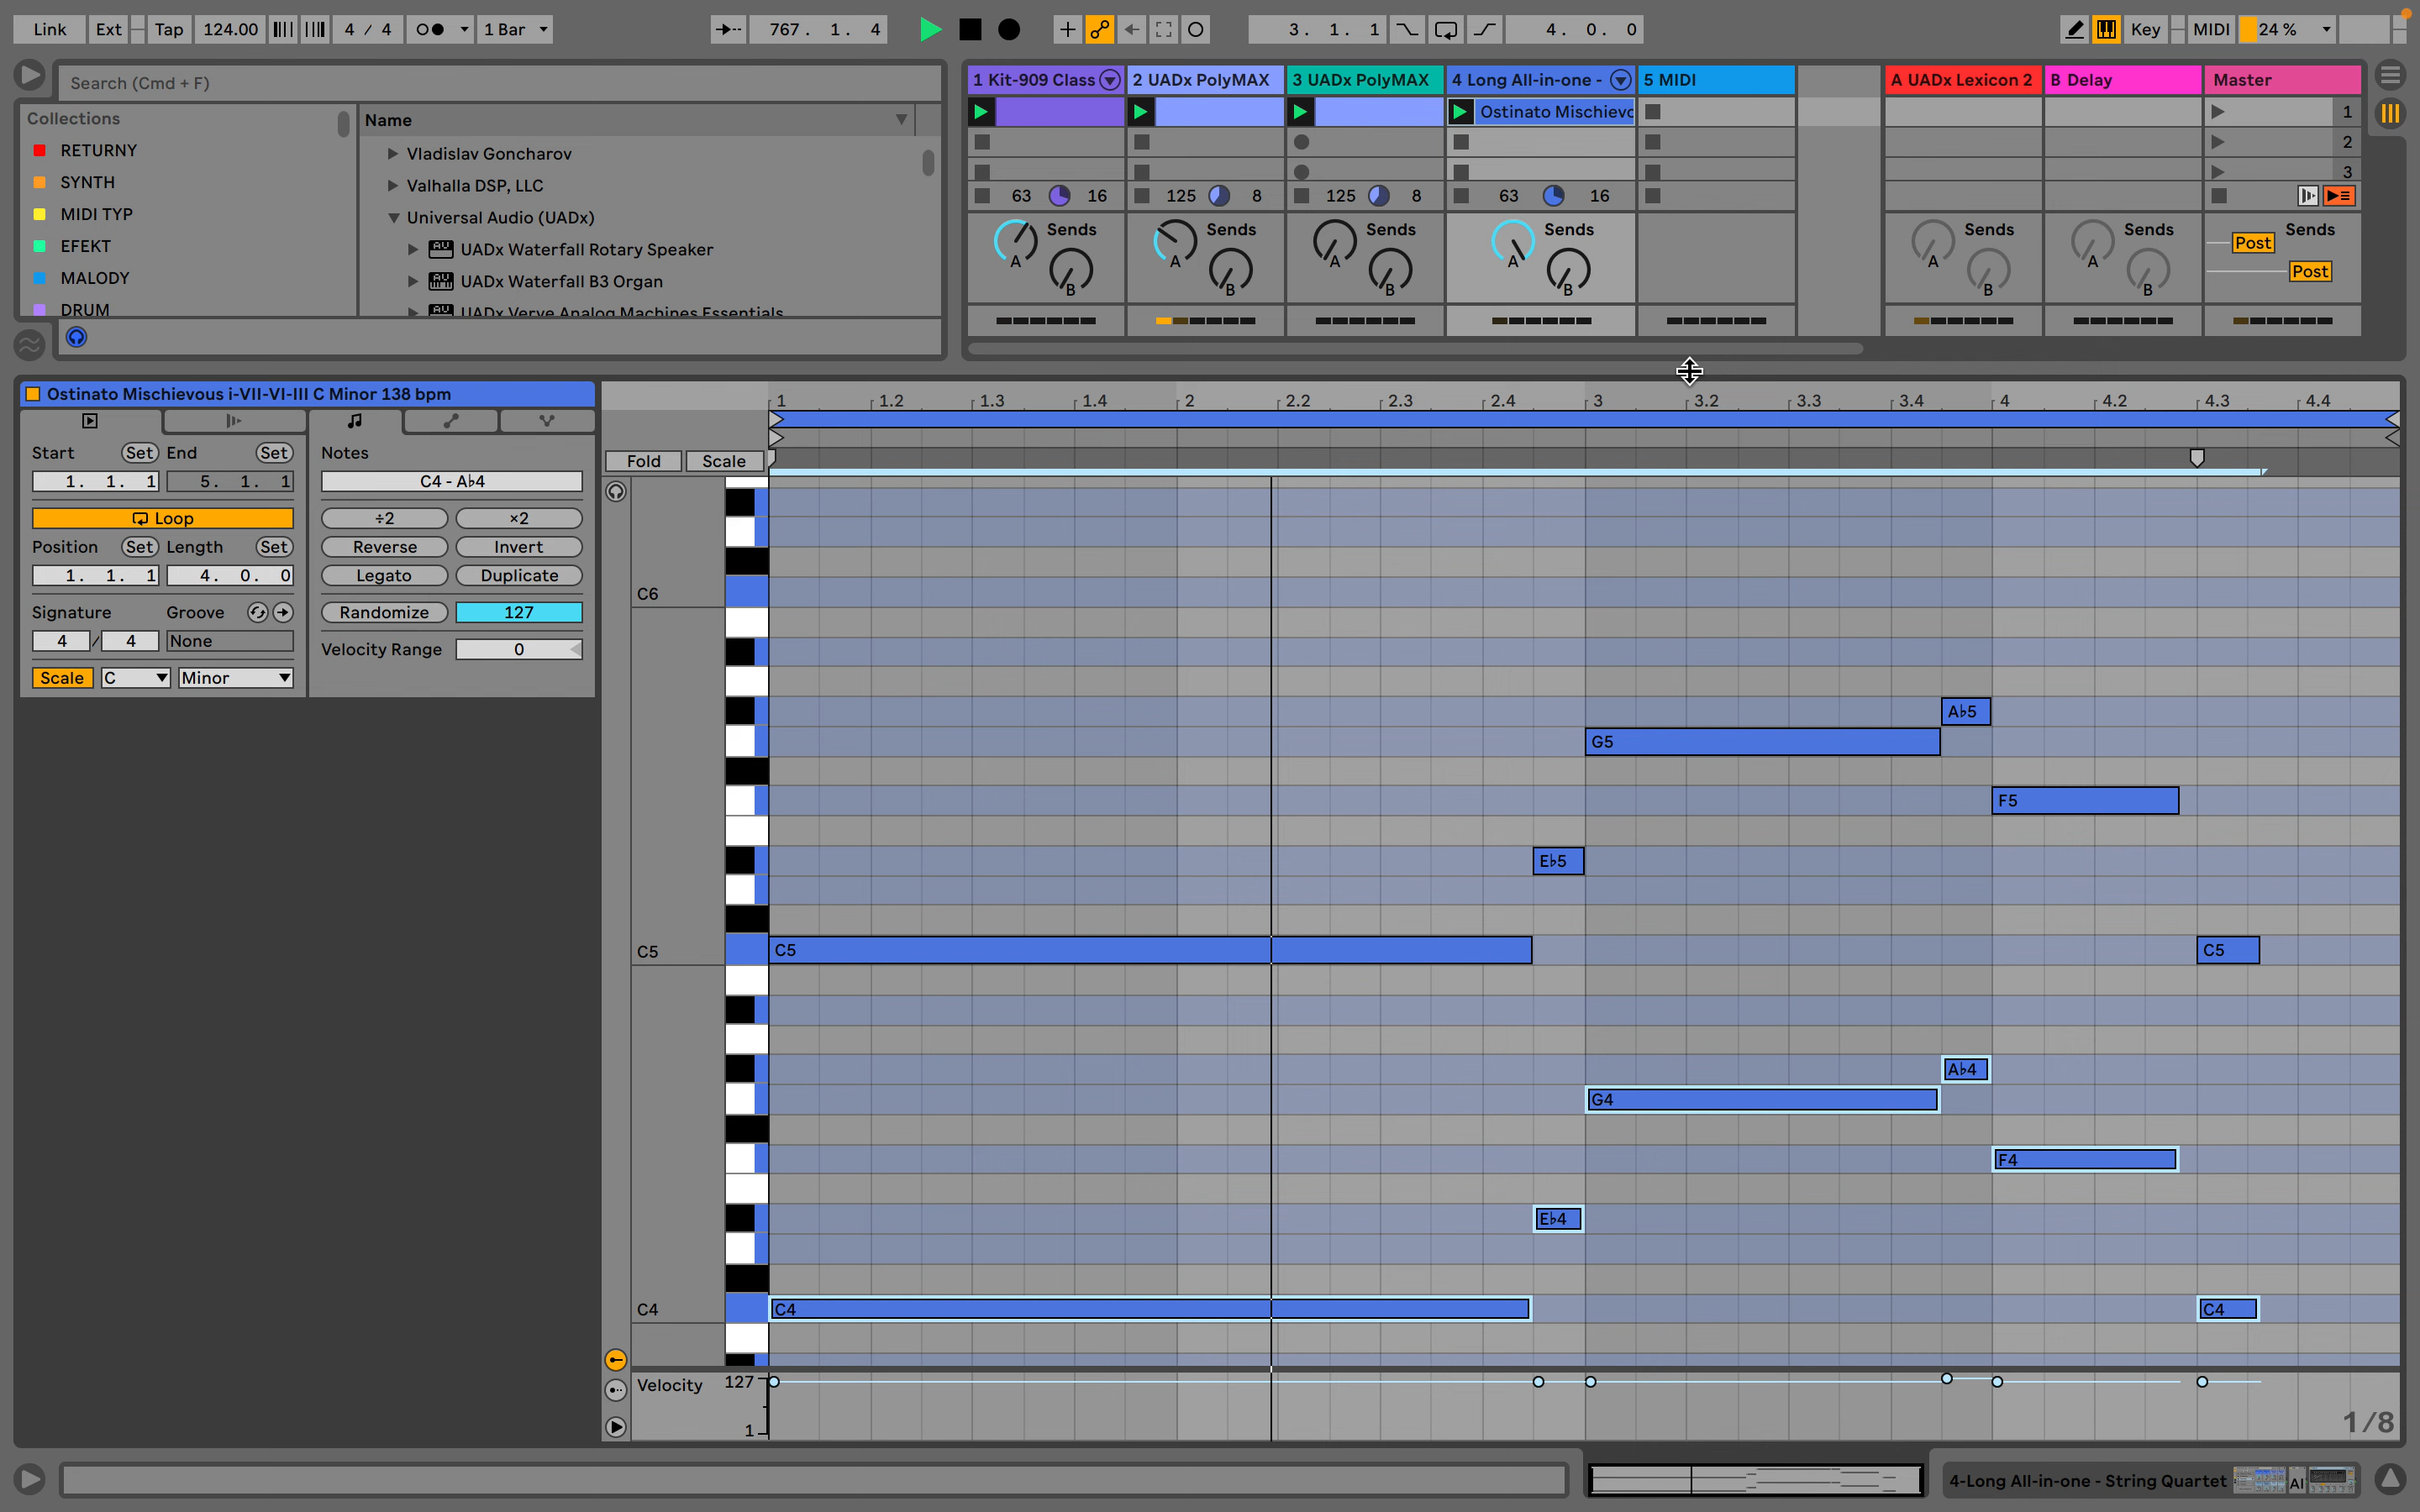 Link Ext Tap 124.00 4 / 4 1 Bar 767. 1. 4 3. 1. 1 4. 0. 0 Key MIDI 24 %
Search (Cmd + F)
Collections
RETURNY
SYNTH
MIDI TYP
EFEKT
MALODY
DRUM
Name
Vladislav Goncharov
Valhalla DSP, LLC
Universal Audio (UADx)
UADx Waterfall Rotary Speaker
UADx Waterfall B3 Organ
UADx Verve Analog Machines Essentials
1 Kit-909 Class 2 UADx PolyMAX 3 UADx PolyMAX 4 Long All-in-one - 5 MIDI A UADx Lexicon 2 B Delay Master
Ostinato Mischievo 1
2
3
63 16 125 8 125 8 63 16
Sends Sends Sends Sends Sends Sends Sends
A A A A A A Post
B B B B B B Post
Ostinato Mischievous i-VII-VI-III C Minor 138 bpm
Start Set End Set
1. 1. 1 5. 1. 1
Loop
Position Set Length Set
1. 1. 1 4. 0. 0
Signature Groove
4 / 4 None
Scale C Minor
Notes
C4 - A♭4
÷2 ×2
Reverse Invert
Legato Duplicate
Randomize 127
Velocity Range 0
1 1.2 1.3 1.4 2 2.2 2.3 2.4 3 3.2 3.3 3.4 4 4.2 4.3 4.4
Fold Scale
C6
A♭5
G5
F5
E♭5
C5 C5 C5
A♭4
G4
F4
E♭4
C4 C4 C4
Velocity 127
1
1/8
4-Long All-in-one - String Quartet AI